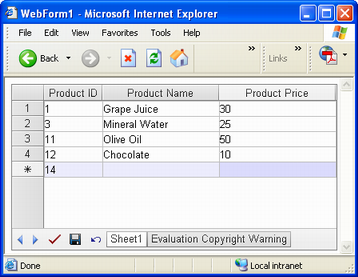 WebForm1 - Microsoft Internet Explorer
File Edit View Favorites Tools Help
Back » Links »
Product ID Product Name Product Price
1 1 Grape Juice 30
2 3 Mineral Water 25
3 11 Olive Oil 50
4 12 Chocolate 10
* 14
Sheet1 Evaluation Copyright Warning
Done Local intranet